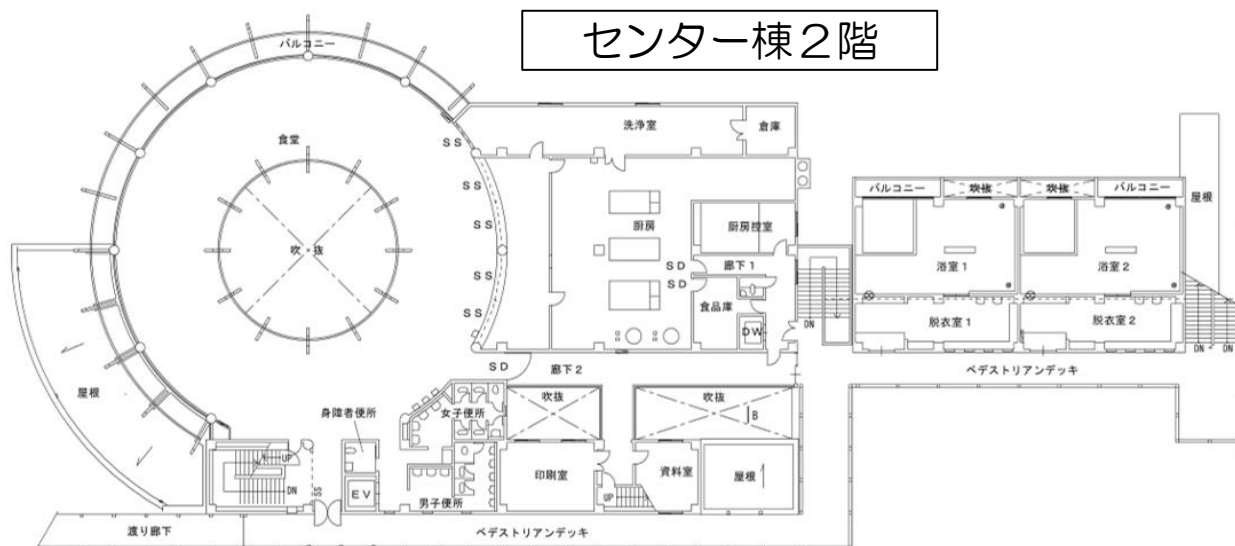 センター棟２階
バルコニー
食堂
吹・抜
屋根
渡り廊下
ＳＳ
ＳＳ
ＳＳ
ＳＳ
ＳＳ
洗浄室
倉庫
厨房
厨房控室
廊下１
ＳＤ
ＳＤ
食品庫
ＤＷ
ＤＮ
ＳＤ
廊下２
吹抜
吹抜
B
身障者便所
女子便所
男子便所
ＥＶ
UP
DN
SS
印刷室
資料室
UP
屋根
ペデストリアンデッキ
バルコニー
吹抜
吹抜
バルコニー
屋根
浴室１
浴室２
脱衣室１
脱衣室２
DN
DN
ペデストリアンデッキ